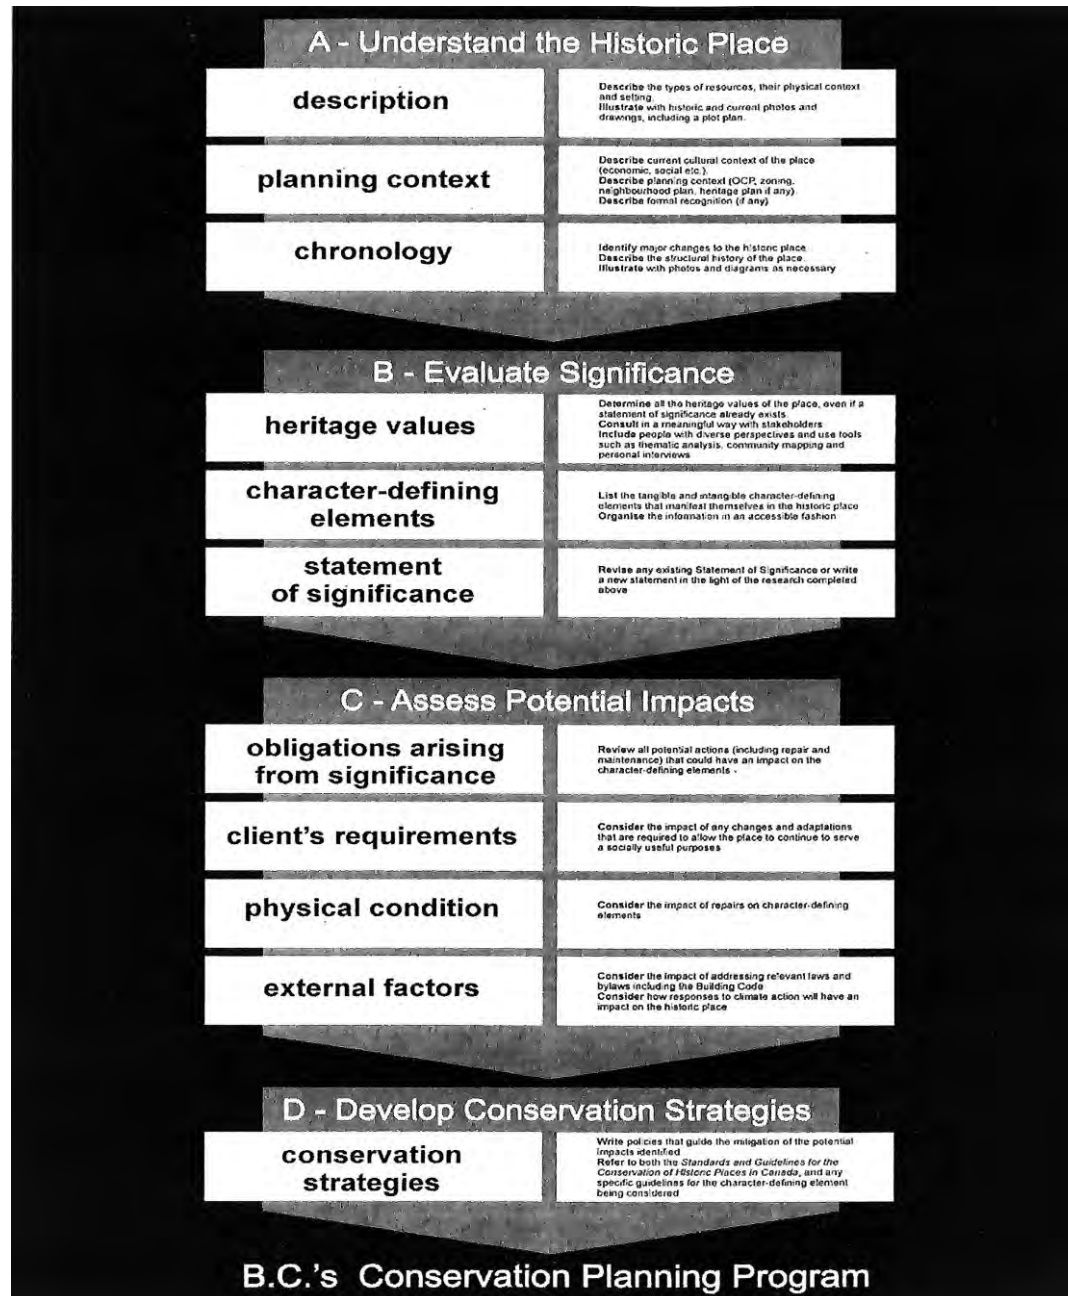 A - Understand the Historic Place
description
Describe the types of resources, their physical context
and setting.
Illustrate with historic and current photos and
drawings, including a plot plan.
planning context
Describe current cultural context of the place
(economic, social etc.).
Describe planning context (OCP, zoning,
neighbourhood plan, heritage plan if any)
Describe formal recognition (if any)
chronology
Identify major changes to the historic place
Describe the structural history of the place.
Illustrate with photos and diagrams as necessary
B - Evaluate Significance
heritage values
Determine all the heritage values of the place, even if a
statement of significance already exists.
Consult in a meaningful way with stakeholders
Include people with diverse perspectives and use tools
such as thematic analysis, community mapping and
personal interviews
character-defining
elements
List the tangible and intangible character-defining
elements that manifest themselves in the historic place
Organise the information in an accessible fashion
statement
of significance
Revise any existing Statement of Significance or write
a new statement in the light of the research completed
above
C - Assess Potential Impacts
obligations arising
from significance
Review all potential actions (including repair and
maintenance) that could have an impact on the
character-defining elements -
client's requirements
Consider the impact of any changes and adaptations
that are required to allow the place to continue to serve
a socially useful purposes
physical condition
Consider the impact of repairs on character-defining
elements
external factors
Consider the impact of addressing relevant laws and
bylaws including the Building Code
Consider how responses to climate action will have an
impact on the historic place
D - Develop Conservation Strategies
conservation
strategies
Write policies that guide the mitigation of the potential
impacts identified
Refer to both the Standards and Guidelines for the
Conservation of Historic Places in Canada, and any
specific guidelines for the character-defining element
being considered
B.C.'s Conservation Planning Program